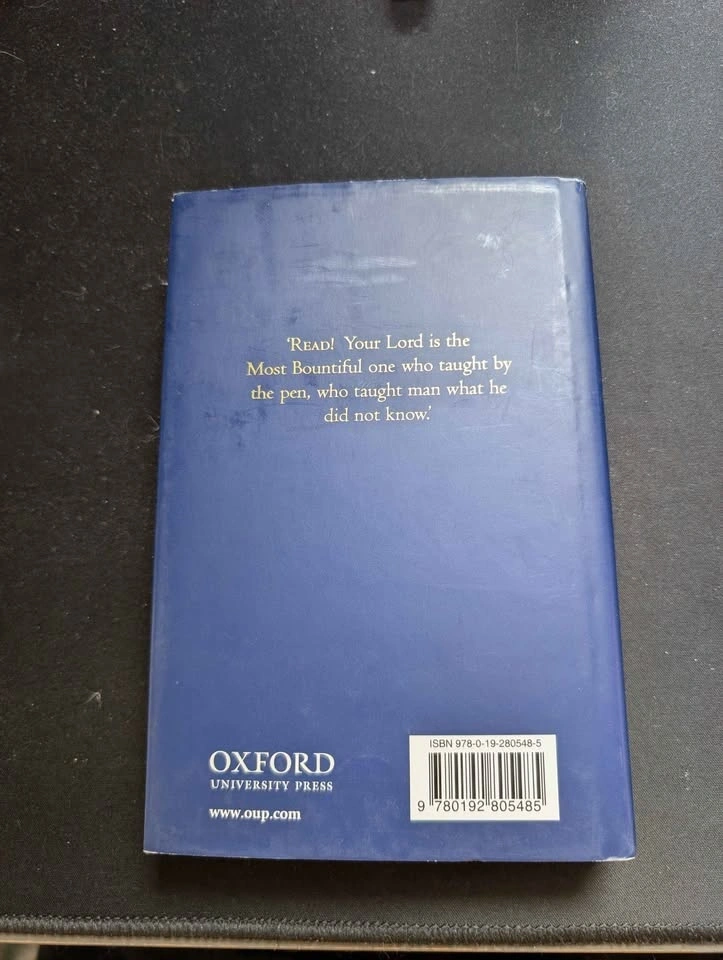 ‘READ! Your Lord is the
Most Bountiful one who taught by
the pen, who taught man what he
did not know.’
OXFORD
UNIVERSITY PRESS
www.oup.com
ISBN 978-0-19-280548-5
9 780192 805485